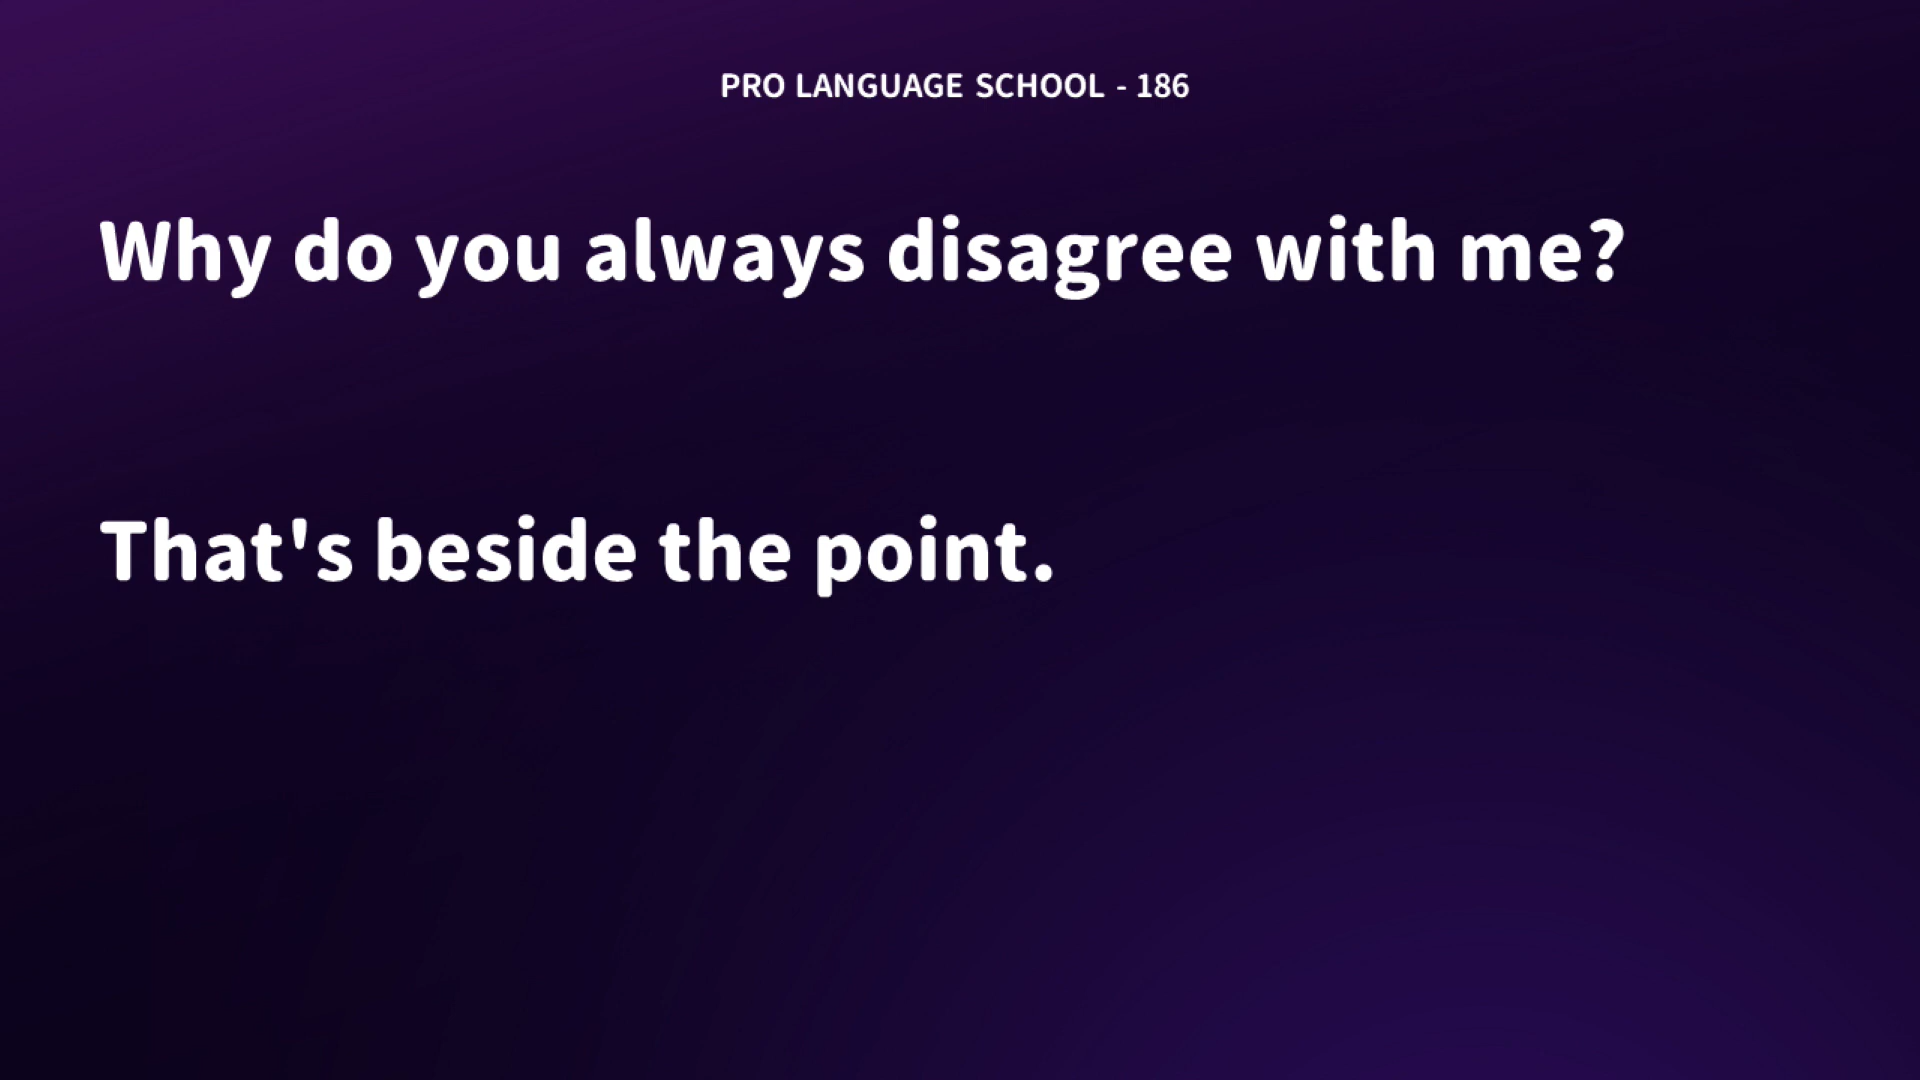 PRO LANGUAGE SCHOOL - 186
Why do you always disagree with me?
That's beside the point.